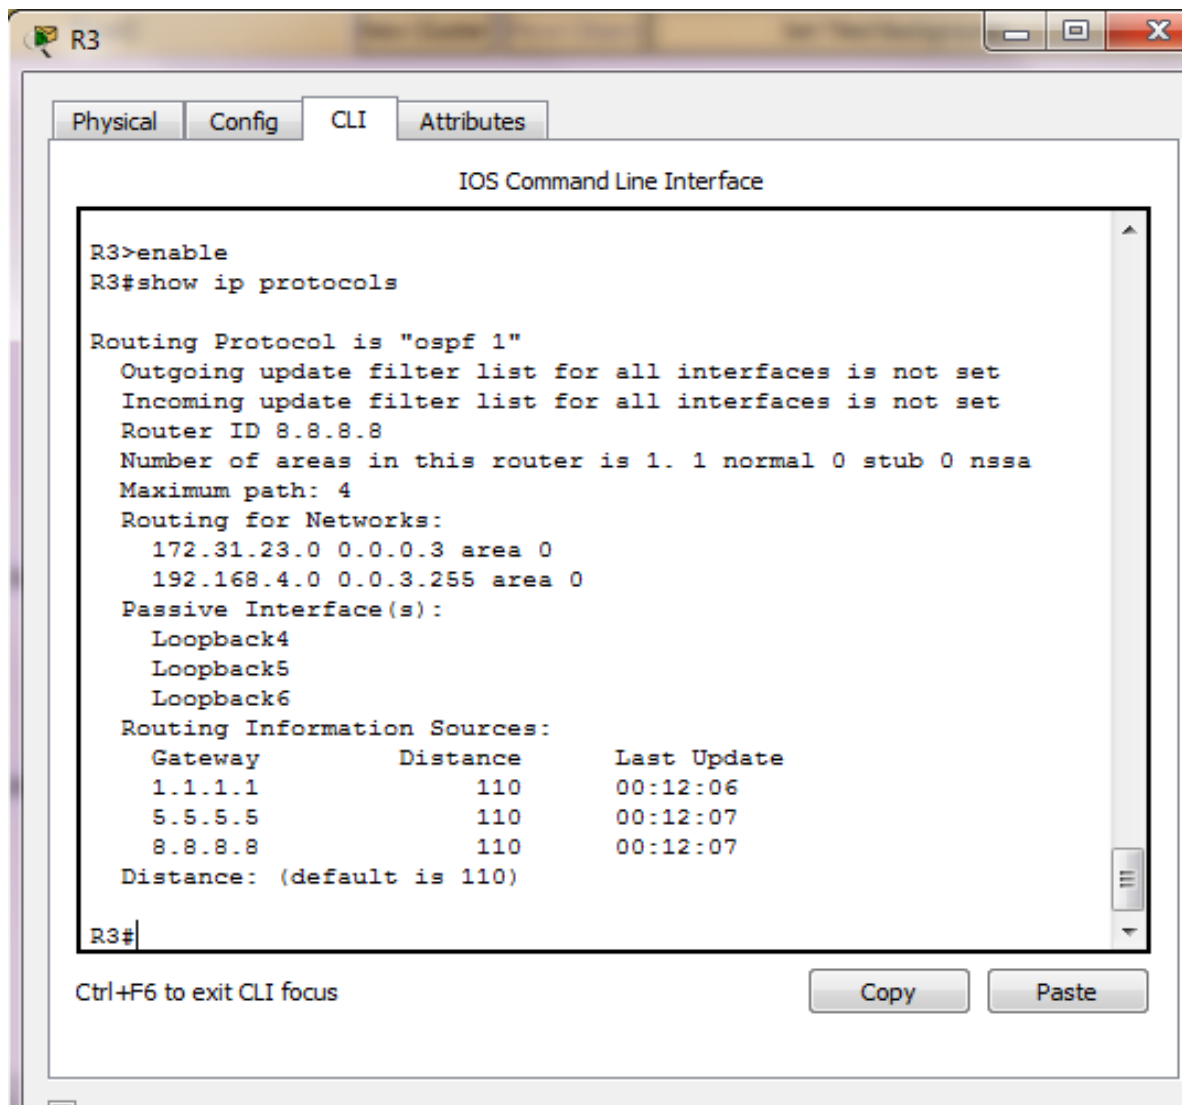 R3
Physical Config CLI Attributes
IOS Command Line Interface
R3>enable
R3#show ip protocols
Routing Protocol is "ospf 1"
Outgoing update filter list for all interfaces is not set
Incoming update filter list for all interfaces is not set
Router ID 8.8.8.8
Number of areas in this router is 1. 1 normal 0 stub 0 nssa
Maximum path: 4
Routing for Networks:
172.31.23.0 0.0.0.3 area 0
192.168.4.0 0.0.3.255 area 0
Passive Interface(s):
Loopback4
Loopback5
Loopback6
Routing Information Sources:
Gateway Distance Last Update
1.1.1.1 110 00:12:06
5.5.5.5 110 00:12:07
8.8.8.8 110 00:12:07
Distance: (default is 110)
R3#
Ctrl+F6 to exit CLI focus Copy Paste